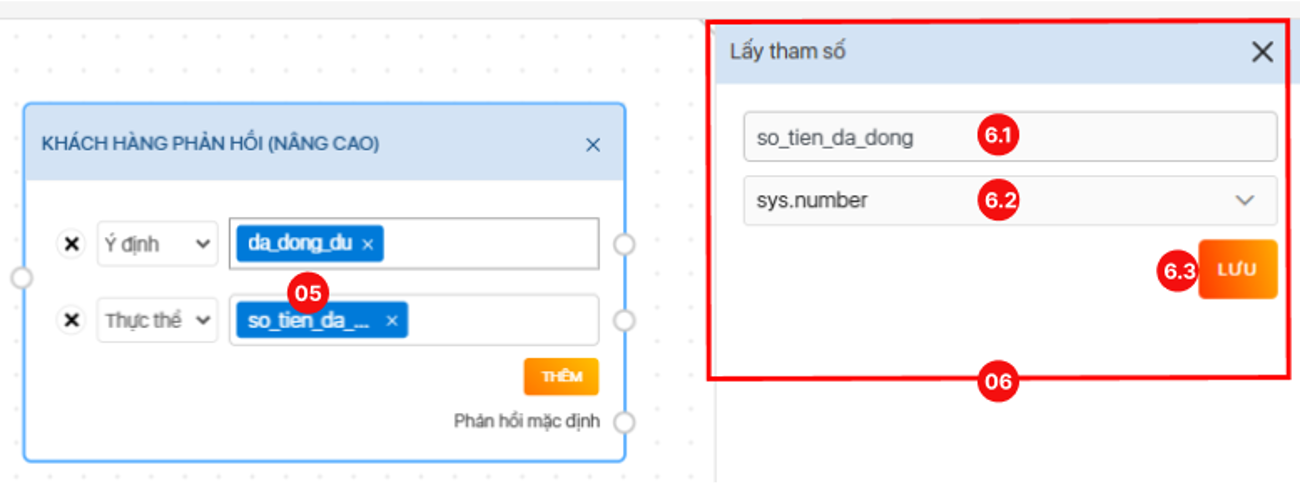 KHÁCH HÀNG PHẢN HỒI (NÂNG CAO)
Ý định
da_dong_du
05
Thực thể
so_tien_da_...
THÊM
Phản hồi mặc định
Lấy tham số
so_tien_da_dong
6.1
sys.number
6.2
6.3
LƯU
06